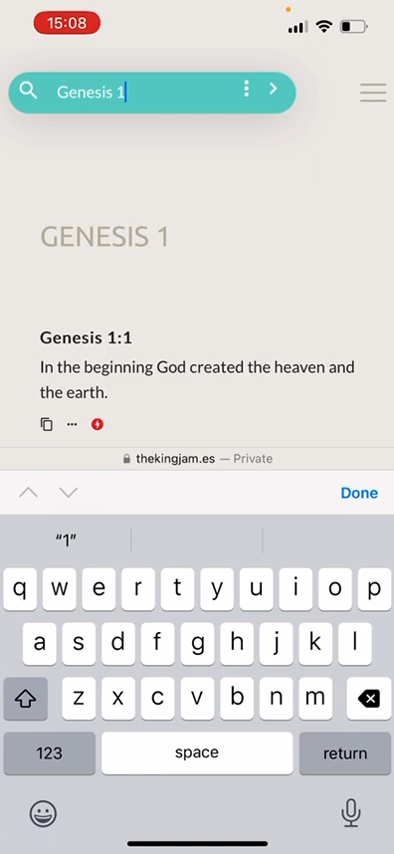 15:08
Genesis 1
GENESIS 1
Genesis 1:1
In the beginning God created the heaven and
the earth.
thekingjam.es — Private
Done
“1”
q w e r t y u i o p
a s d f g h j k l
z x c v b n m
123 space return